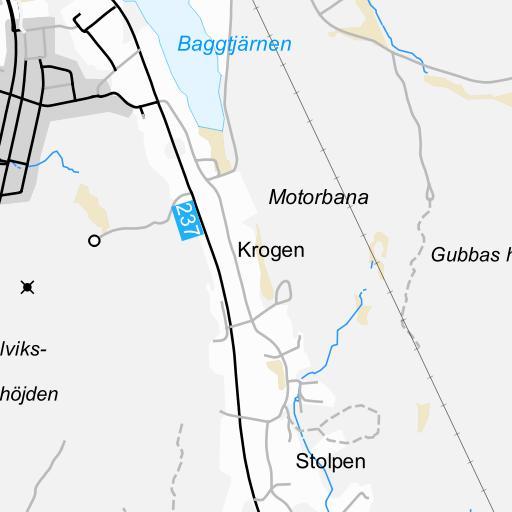 Baggtjärnen
Motorbana
237
Krogen
Gubbas h
lviks-
höjden
Stolpen